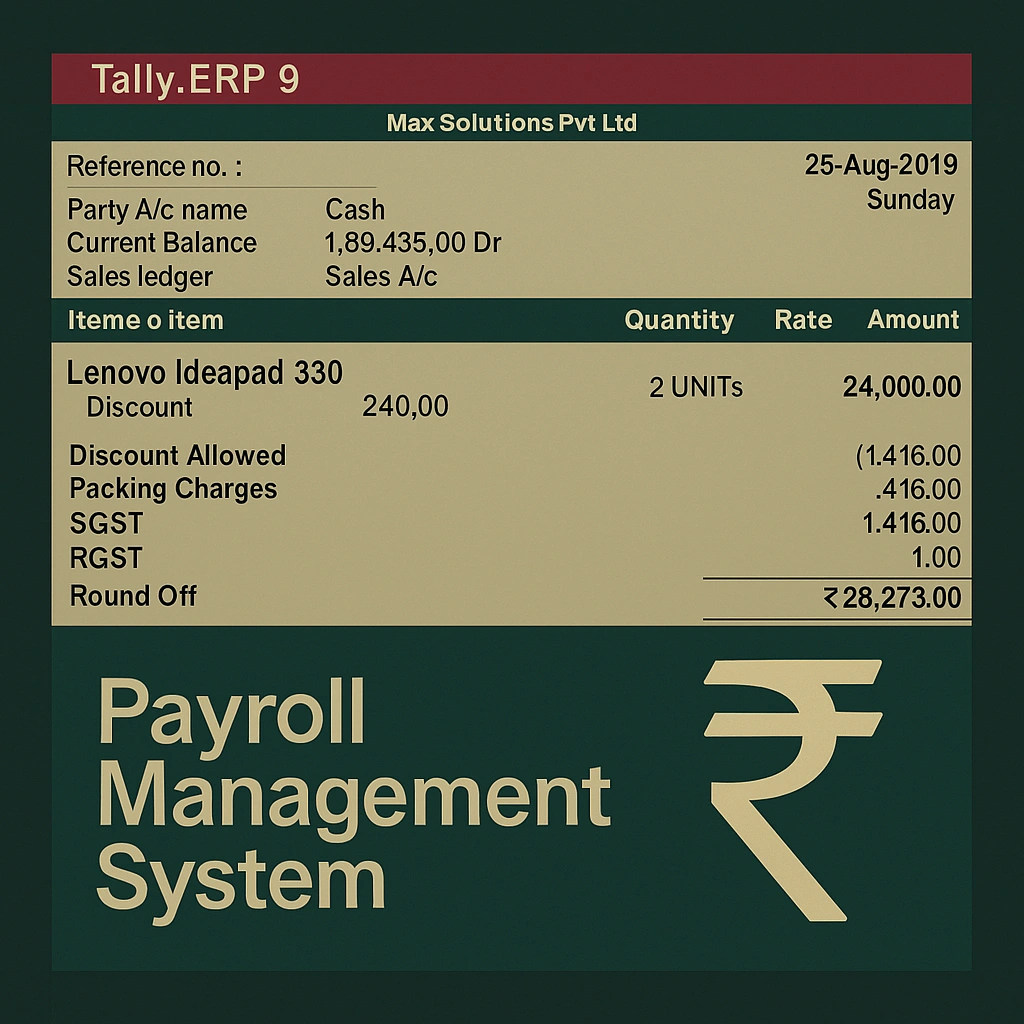 Tally.ERP 9
Max Solutions Pvt Ltd
Reference no. : 25-Aug-2019
Sunday
Party A/c name Cash
Current Balance 1,89.435,00 Dr
Sales ledger Sales A/c
Iteme o item Quantity Rate Amount
Lenovo Ideapad 330 2 UNITs 24,000.00
Discount 240,00
Discount Allowed (1.416.00
Packing Charges .416.00
SGST 1.416.00
RGST 1.00
Round Off ₹28,273.00
Payroll
Management
System
₹